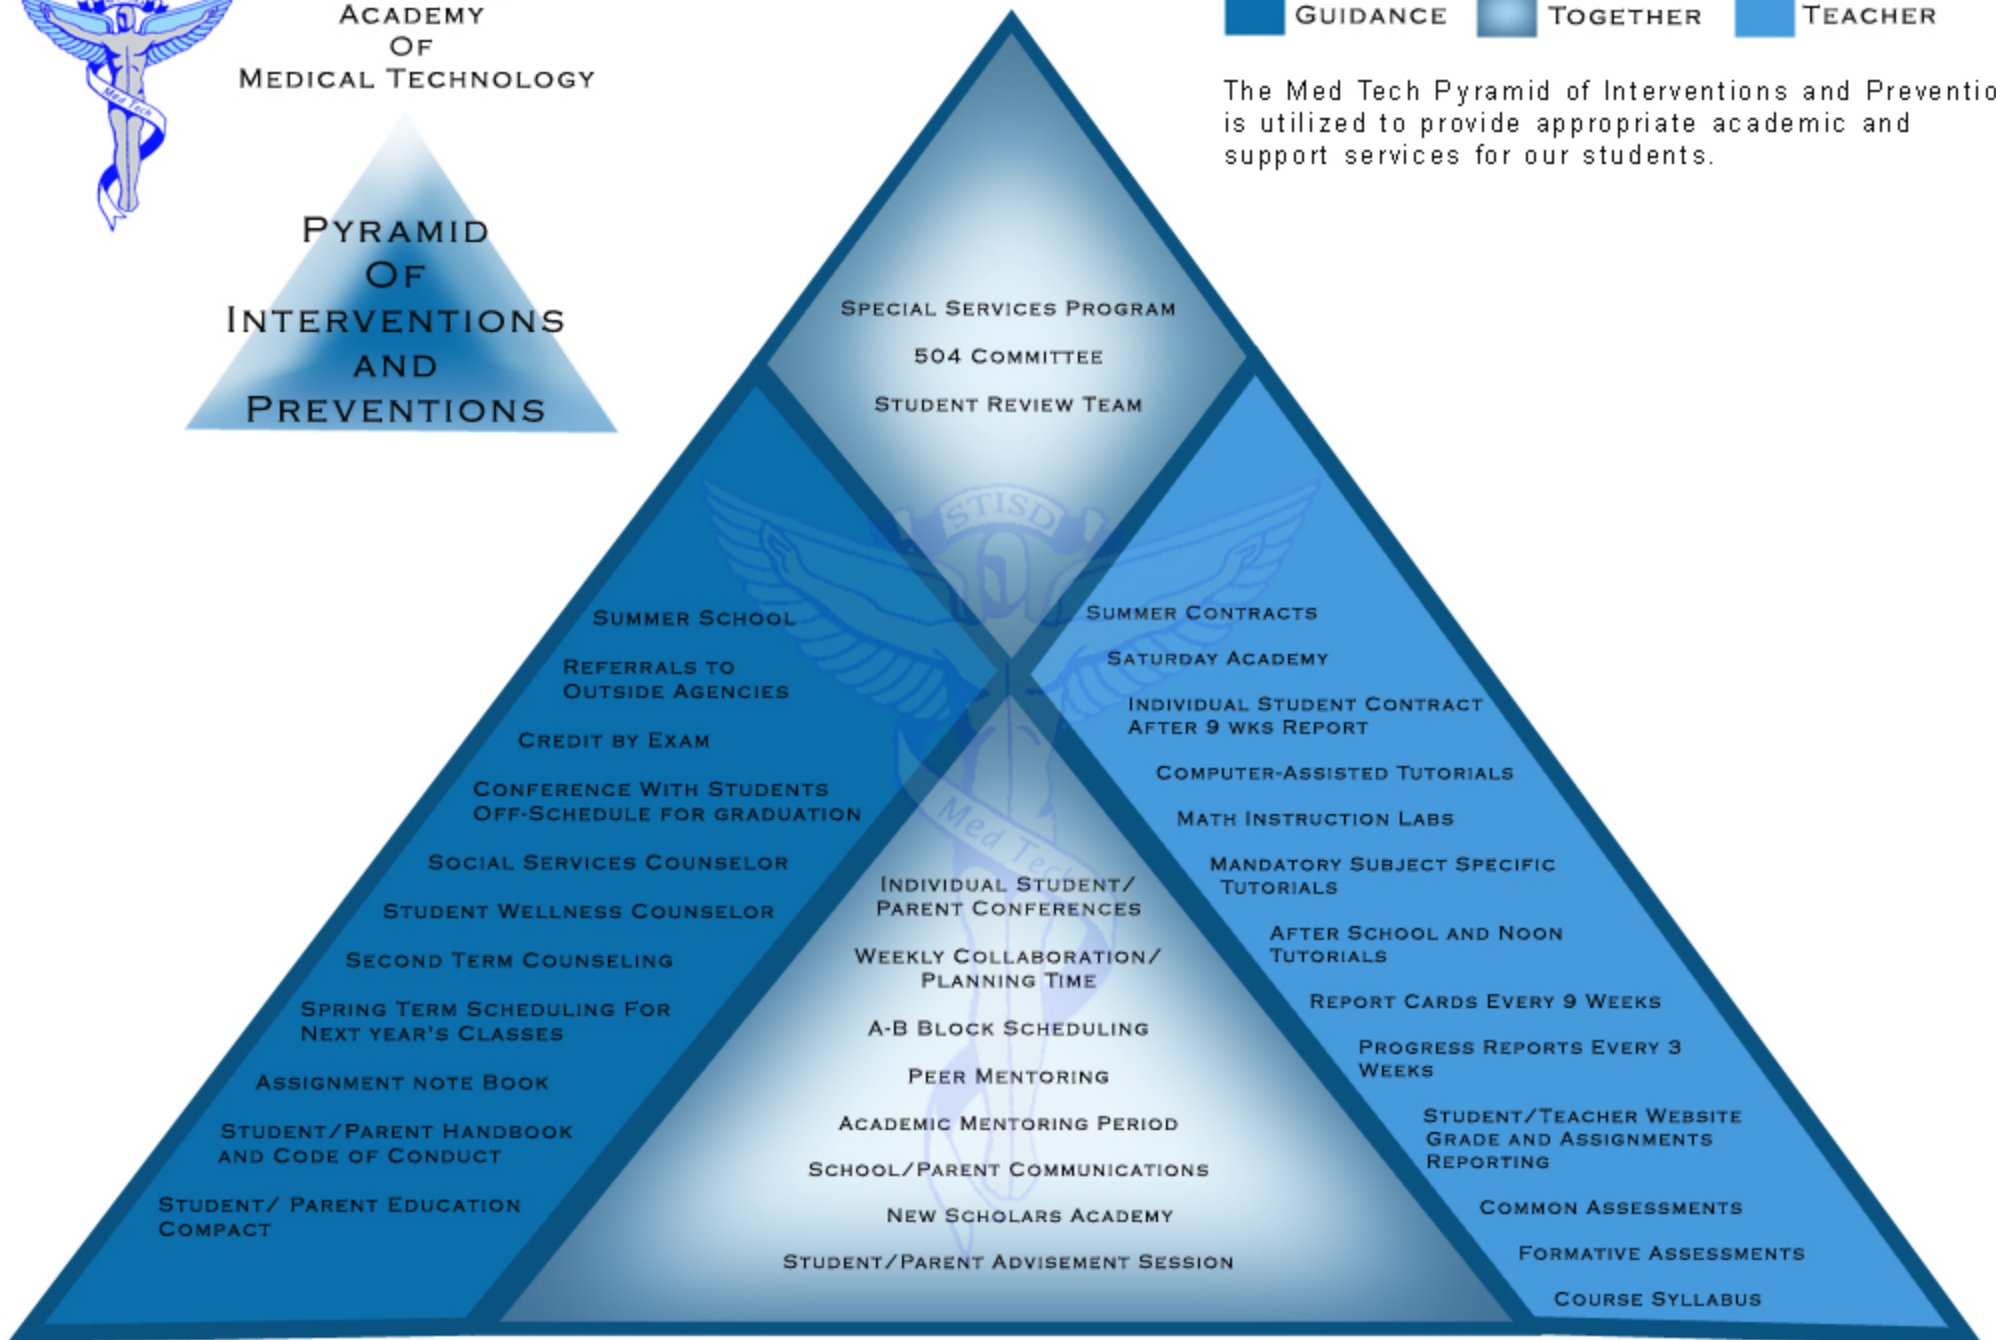 ACADEMY
OF
MEDICAL TECHNOLOGY
Med Tech
PYRAMID
OF
INTERVENTIONS
AND
PREVENTIONS
GUIDANCE
TOGETHER
TEACHER
The Med Tech Pyramid of Interventions and Preventio
is utilized to provide appropriate academic and
support services for our students.
SPECIAL SERVICES PROGRAM
504 COMMITTEE
STUDENT REVIEW TEAM
STISD
Med Tech
SUMMER SCHOOL
REFERRALS TO
OUTSIDE AGENCIES
CREDIT BY EXAM
CONFERENCE WITH STUDENTS
OFF-SCHEDULE FOR GRADUATION
SOCIAL SERVICES COUNSELOR
STUDENT WELLNESS COUNSELOR
SECOND TERM COUNSELING
SPRING TERM SCHEDULING FOR
NEXT YEAR'S CLASSES
ASSIGNMENT NOTE BOOK
STUDENT/PARENT HANDBOOK
AND CODE OF CONDUCT
STUDENT/ PARENT EDUCATION
COMPACT
INDIVIDUAL STUDENT/
PARENT CONFERENCES
WEEKLY COLLABORATION/
PLANNING TIME
A-B BLOCK SCHEDULING
PEER MENTORING
ACADEMIC MENTORING PERIOD
SCHOOL/PARENT COMMUNICATIONS
NEW SCHOLARS ACADEMY
STUDENT/PARENT ADVISEMENT SESSION
SUMMER CONTRACTS
SATURDAY ACADEMY
INDIVIDUAL STUDENT CONTRACT
AFTER 9 WKS REPORT
COMPUTER-ASSISTED TUTORIALS
MATH INSTRUCTION LABS
MANDATORY SUBJECT SPECIFIC
TUTORIALS
AFTER SCHOOL AND NOON
TUTORIALS
REPORT CARDS EVERY 9 WEEKS
PROGRESS REPORTS EVERY 3
WEEKS
STUDENT/TEACHER WEBSITE
GRADE AND ASSIGNMENTS
REPORTING
COMMON ASSESSMENTS
FORMATIVE ASSESSMENTS
COURSE SYLLABUS